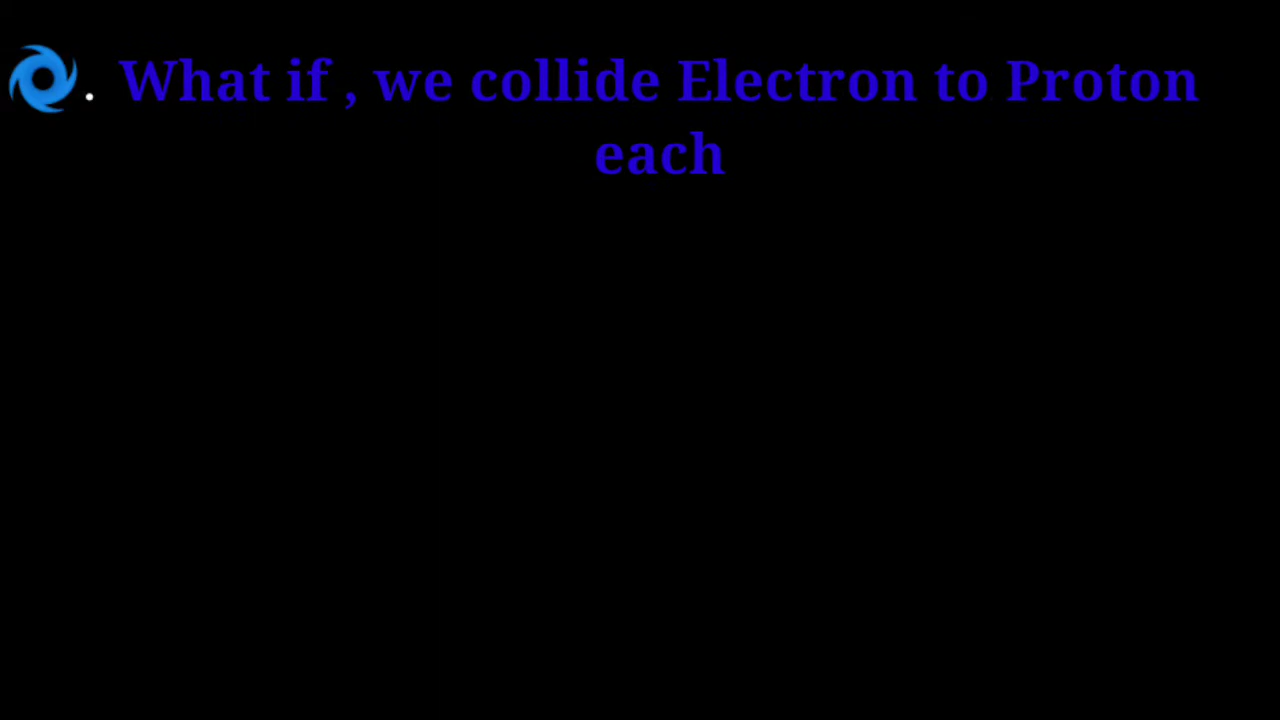 🌀. What if , we collide Electron to Proton
each